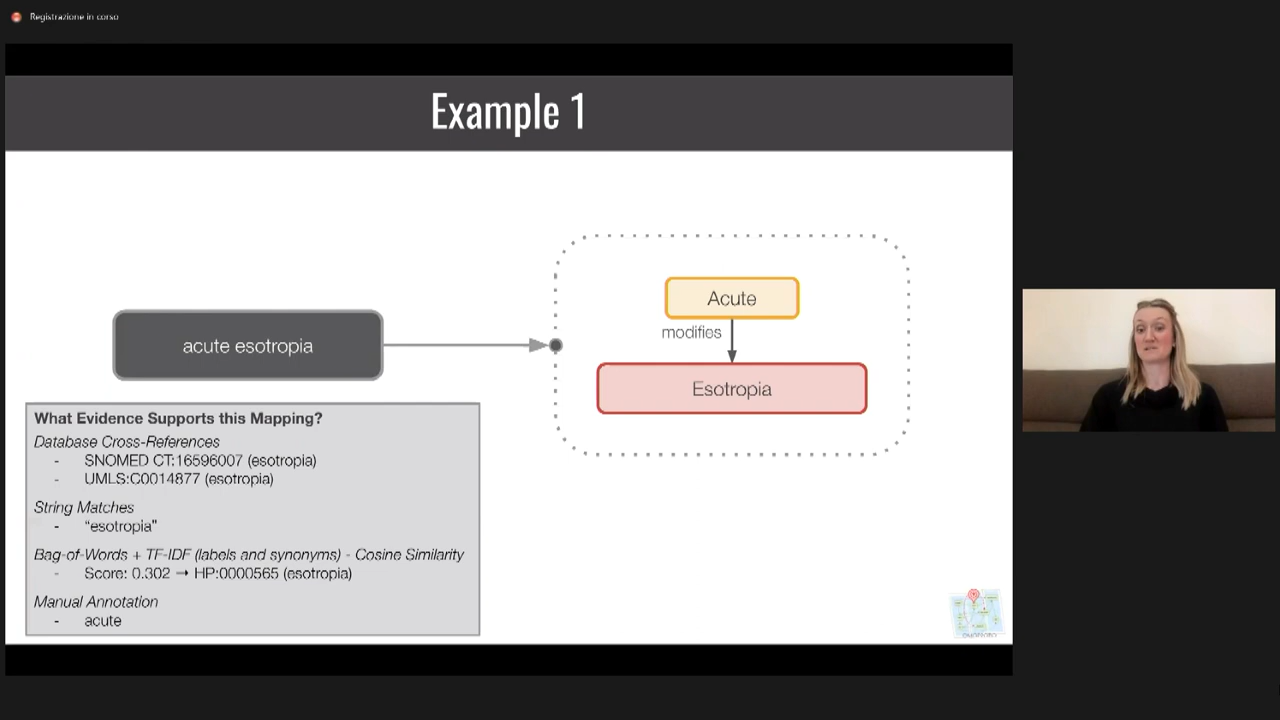 Registrazione in corso
Example 1
acute esotropia
Acute
modifies
Esotropia
What Evidence Supports this Mapping?
Database Cross-References
- SNOMED CT:16596007 (esotropia)
- UMLS:C0014877 (esotropia)
String Matches
- “esotropia”
Bag-of-Words + TF-IDF (labels and synonyms) - Cosine Similarity
- Score: 0.302 → HP:0000565 (esotropia)
Manual Annotation
- acute